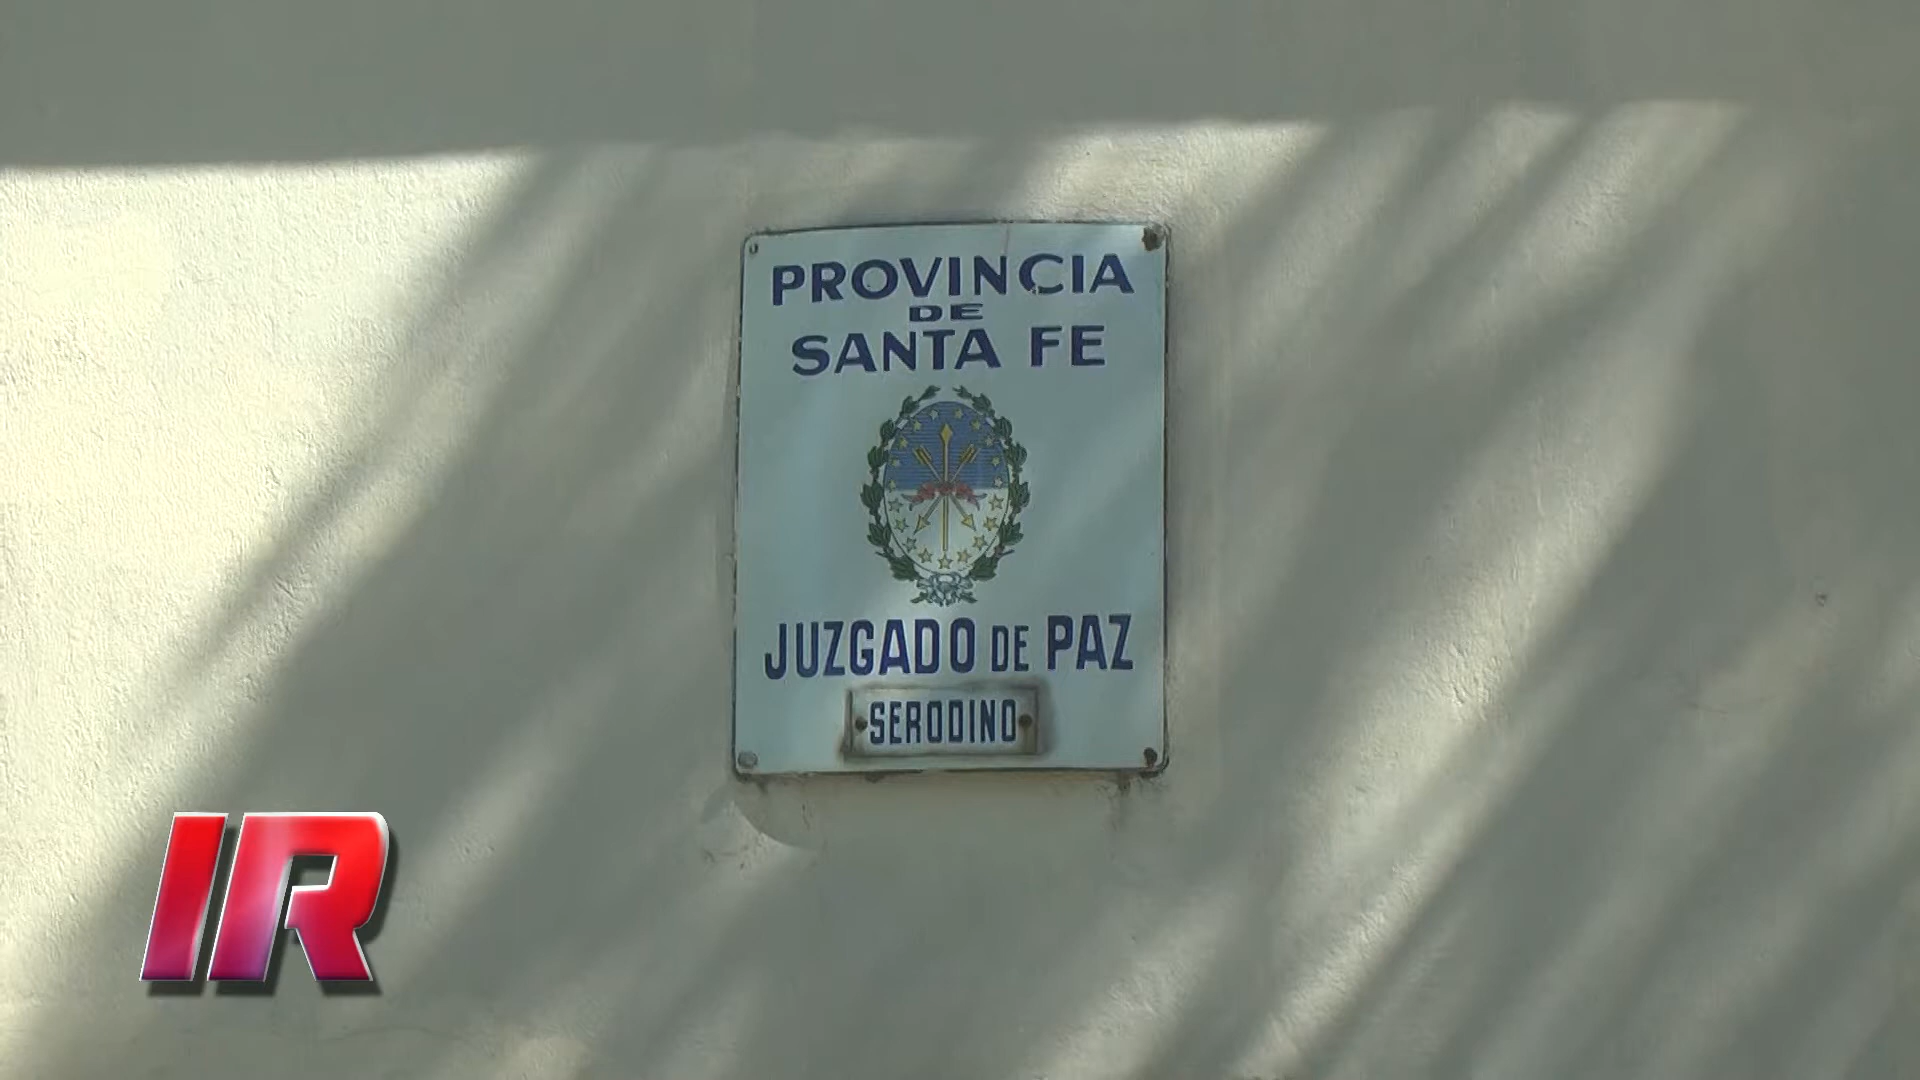 PROVINCIA
DE
SANTA FE
JUZGADO DE PAZ
SERODINO
IR